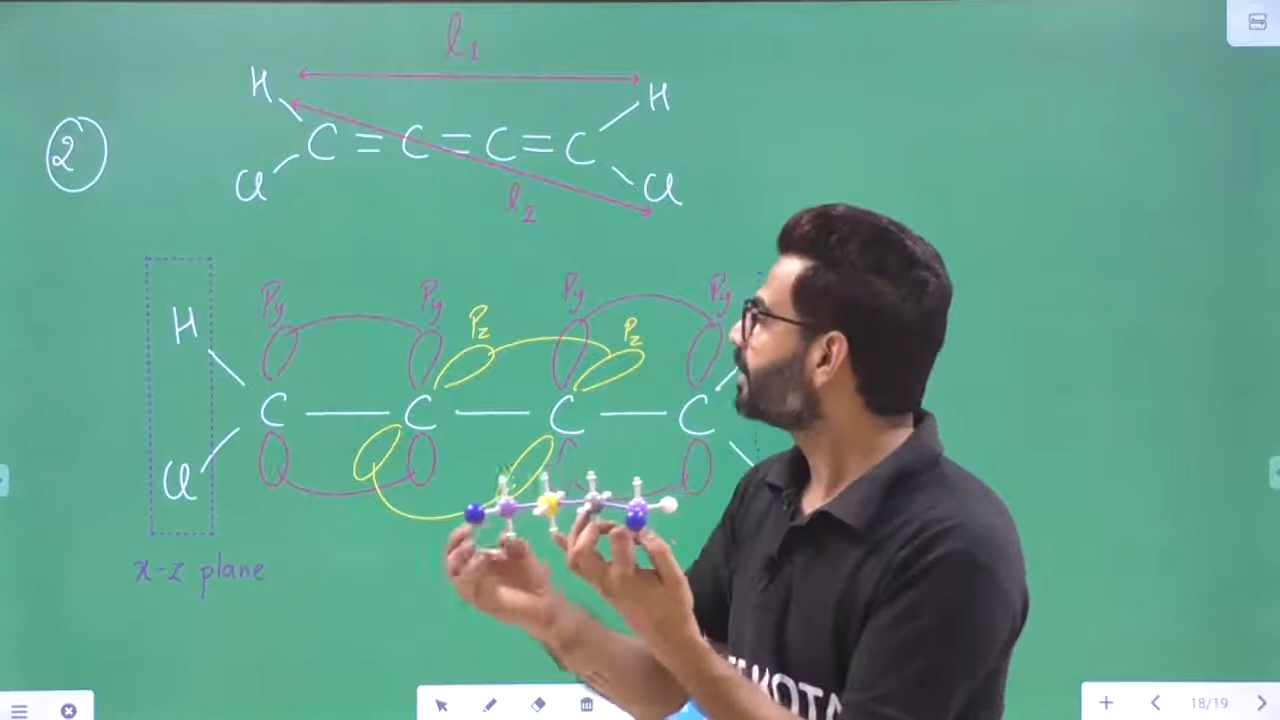 l1
H H
2
C = C = C = C
Cl Cl
l2
Py Py Pz Py Pz Py
H
C — C — C — C
Cl
x-z plane
18/19